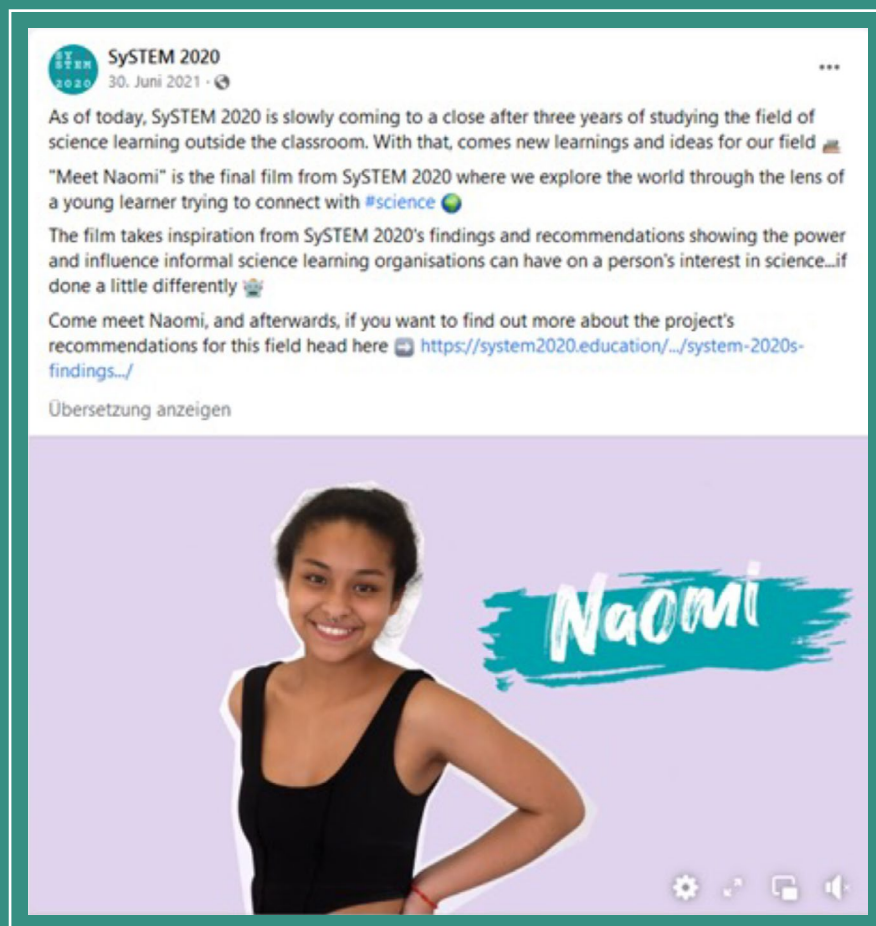 SY
STEM
2020
SySTEM 2020
30. Juni 2021 ·
As of today, SySTEM 2020 is slowly coming to a close after three years of studying the field of
science learning outside the classroom. With that, comes new learnings and ideas for our field
"Meet Naomi" is the final film from SySTEM 2020 where we explore the world through the lens of
a young learner trying to connect with #science
The film takes inspiration from SySTEM 2020's findings and recommendations showing the power
and influence informal science learning organisations can have on a person's interest in science...if
done a little differently
Come meet Naomi, and afterwards, if you want to find out more about the project's
recommendations for this field head here https://system2020.education/.../system-2020s-
findings.../
Übersetzung anzeigen
Naomi